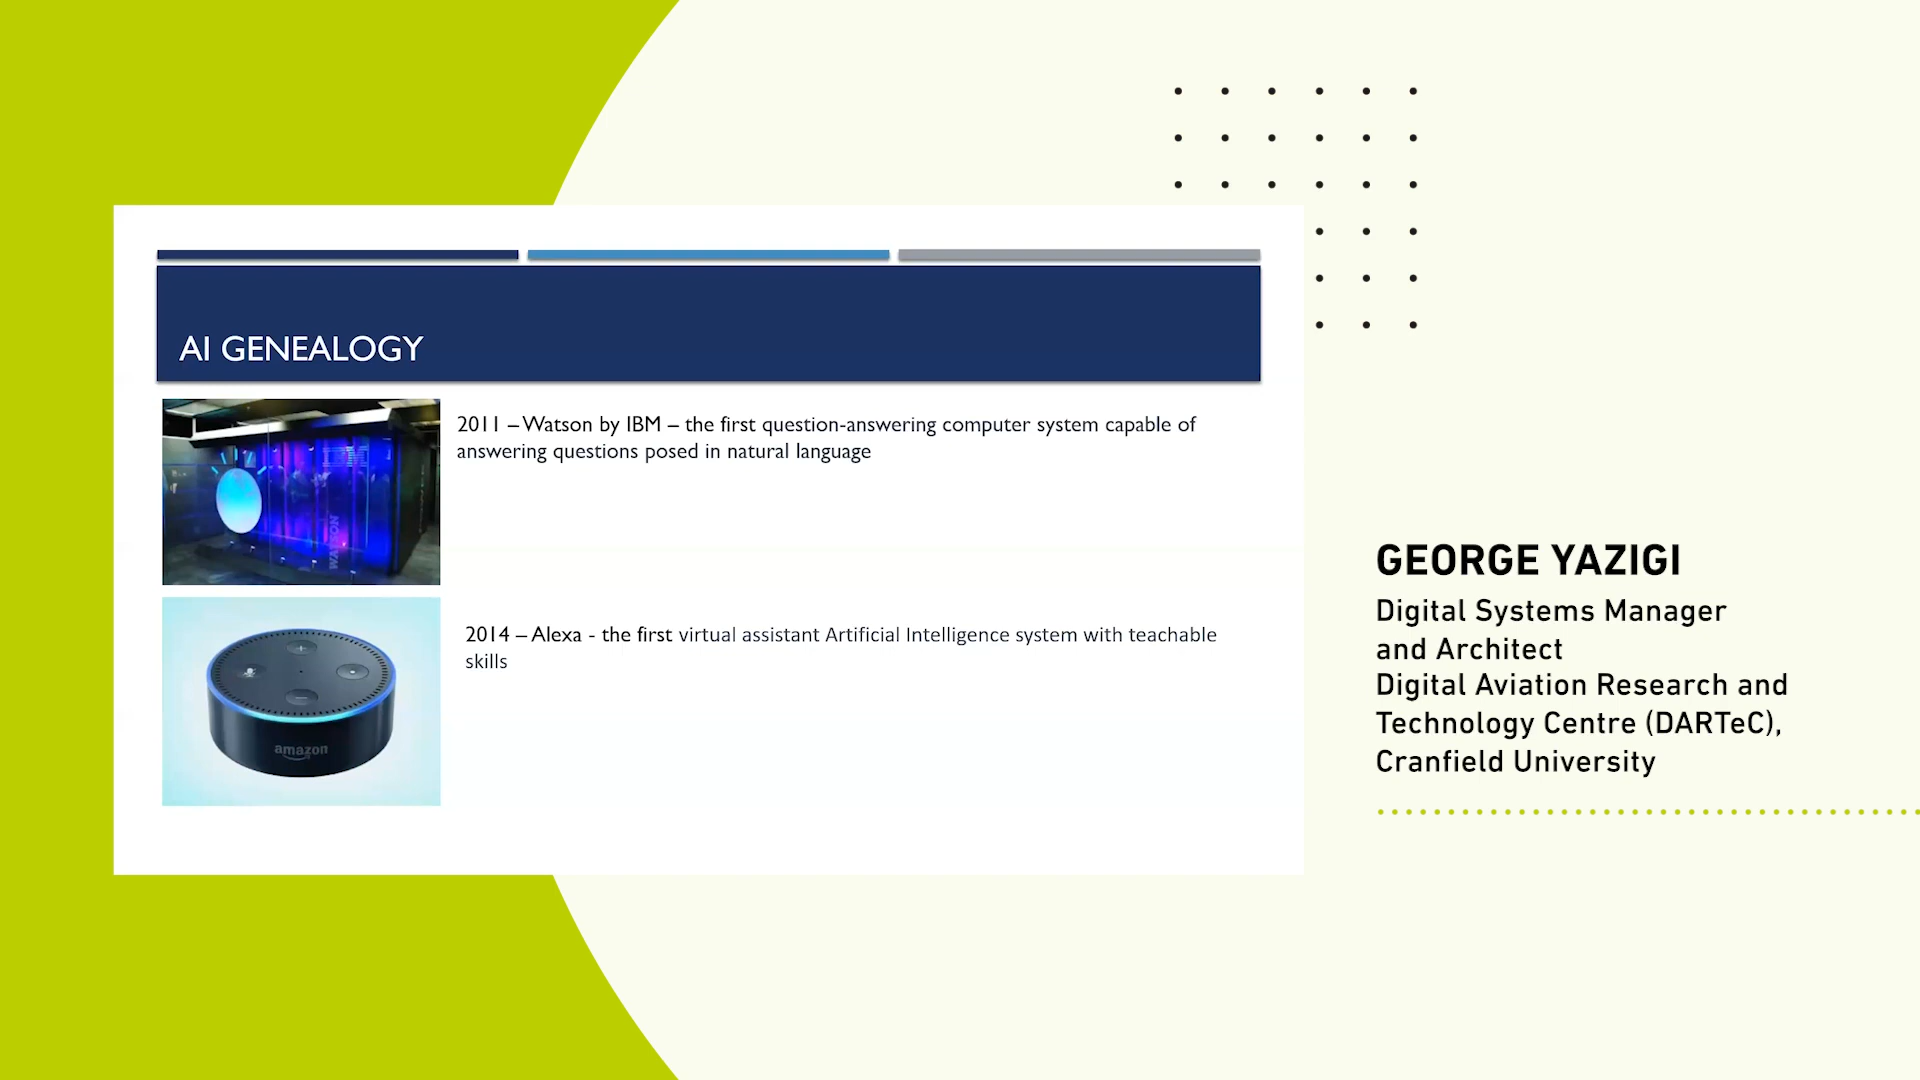 AI GENEALOGY
2011 – Watson by IBM – the first question-answering computer system capable of
answering questions posed in natural language
IBM
WATSON
2014 – Alexa - the first virtual assistant Artificial Intelligence system with teachable
skills
amazon
GEORGE YAZIGI
Digital Systems Manager
and Architect
Digital Aviation Research and
Technology Centre (DARTeC),
Cranfield University